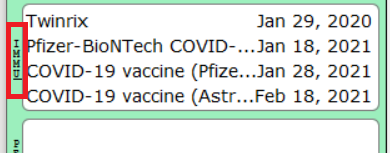 Twinrix Jan 29, 2020
Pfizer-BioNTech COVID-...Jan 18, 2021
COVID-19 vaccine (Pfize...Jan 28, 2021
COVID-19 vaccine (Astr...Feb 18, 2021
IMMU